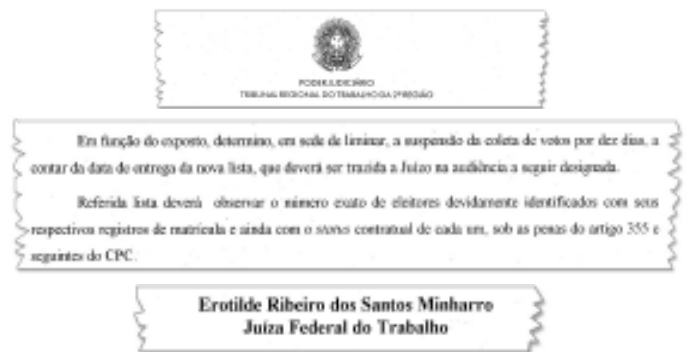 PODER JUDICIÁRIO
TRIBUNAL REGIONAL DO TRABALHO DA 2ª REGIÃO
Em função do exposto, determino, em sede de liminar, a suspensão da coleta de votos por dez dias, a
contar da data de entrega da nova lista, que deverá ser trazida a Juízo na audiência a seguir designada.
Referida lista deverá observar o número exato de eleitores devidamente identificados com seus
respectivos registros de matrícula e ainda com o status contratual de cada um, sob as penas do artigo 355 e
seguintes do CPC.
Erotilde Ribeiro dos Santos Minharro
Juíza Federal do Trabalho